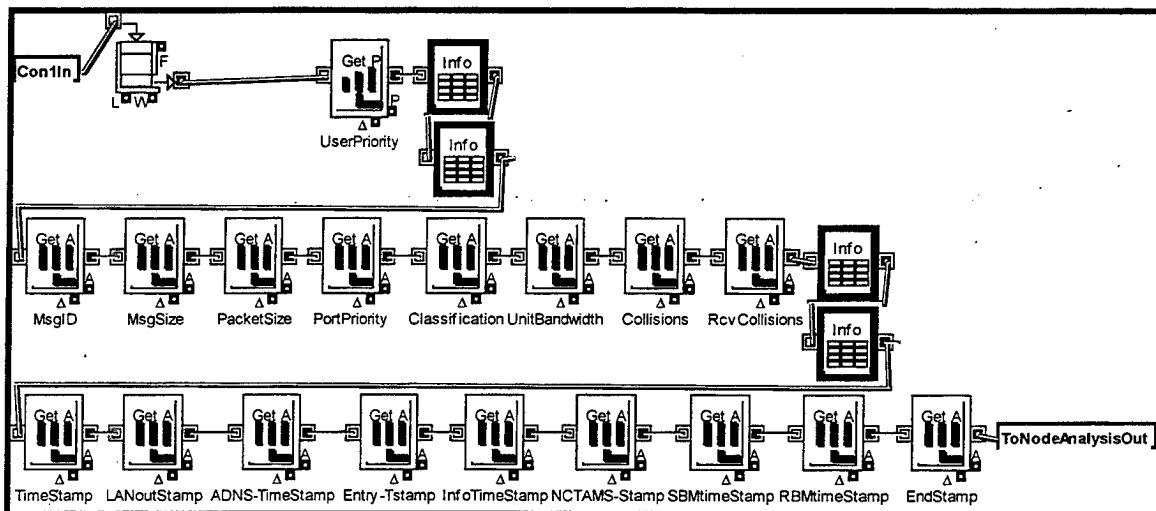 Con1In
F
L W
Get P
P
UserPriority
Info
Info
Get A Get A Get A Get A Get A Get A Get A Get A
A A A A A A A A
MsgID MsgSize PacketSize PortPriority Classification UnitBandwidth Collisions RcvCollisions
Info
Info
Get A Get A Get A Get A Get A Get A Get A Get A Get A
A A A A A A A A A
ToNodeAnalysisOut
TimeStamp LANoutStamp ADNS-TimeStamp Entry-Tstamp InfoTimeStamp NCTAMS-Stamp SBMtimeStamp RBMtimeStamp EndStamp